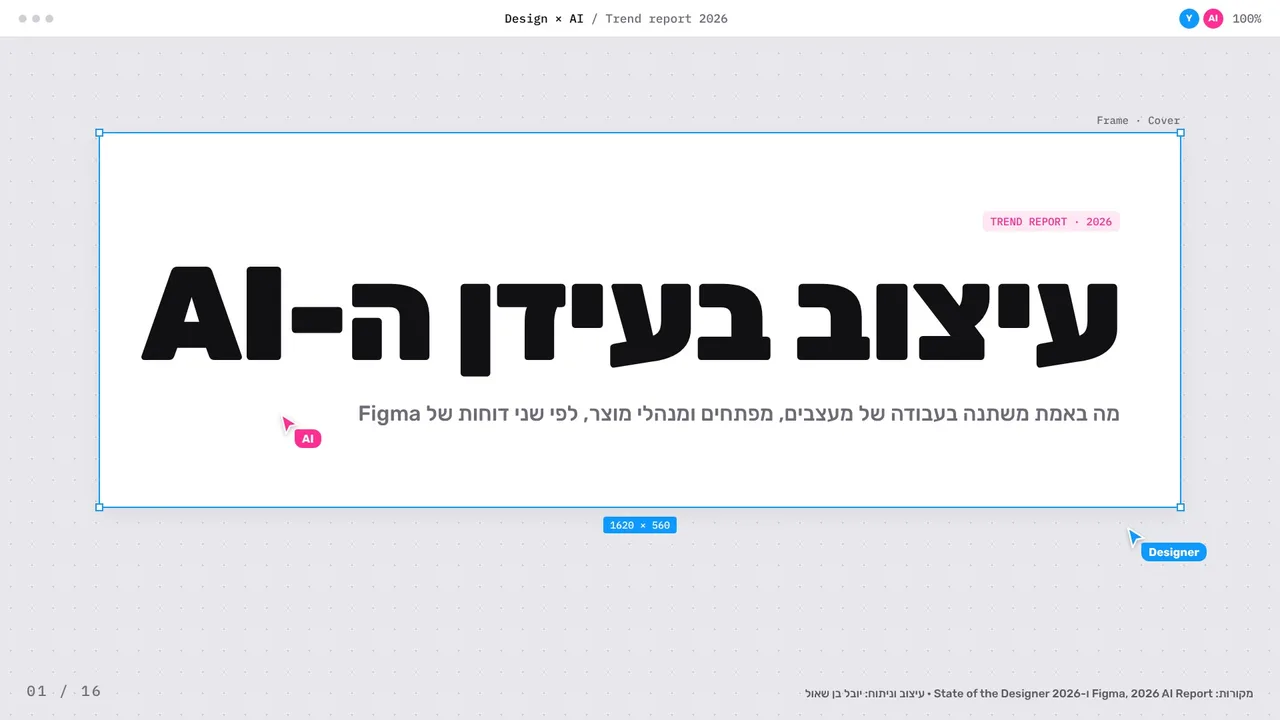 Design × AI / Trend report 2026
Y
AI
100%
Frame · Cover
TREND REPORT · 2026
עיצוב בעידן ה-AI
מה באמת משתנה בעבודה של מעצבים, מפתחים ומנהלי מוצר, לפי שני דוחות של Figma
AI
1620 × 560
Designer
01 / 16
מקורות: Figma, 2026 AI Report ו-State of the Designer 2026 • עיצוב וניתוח: יובל בן שאול